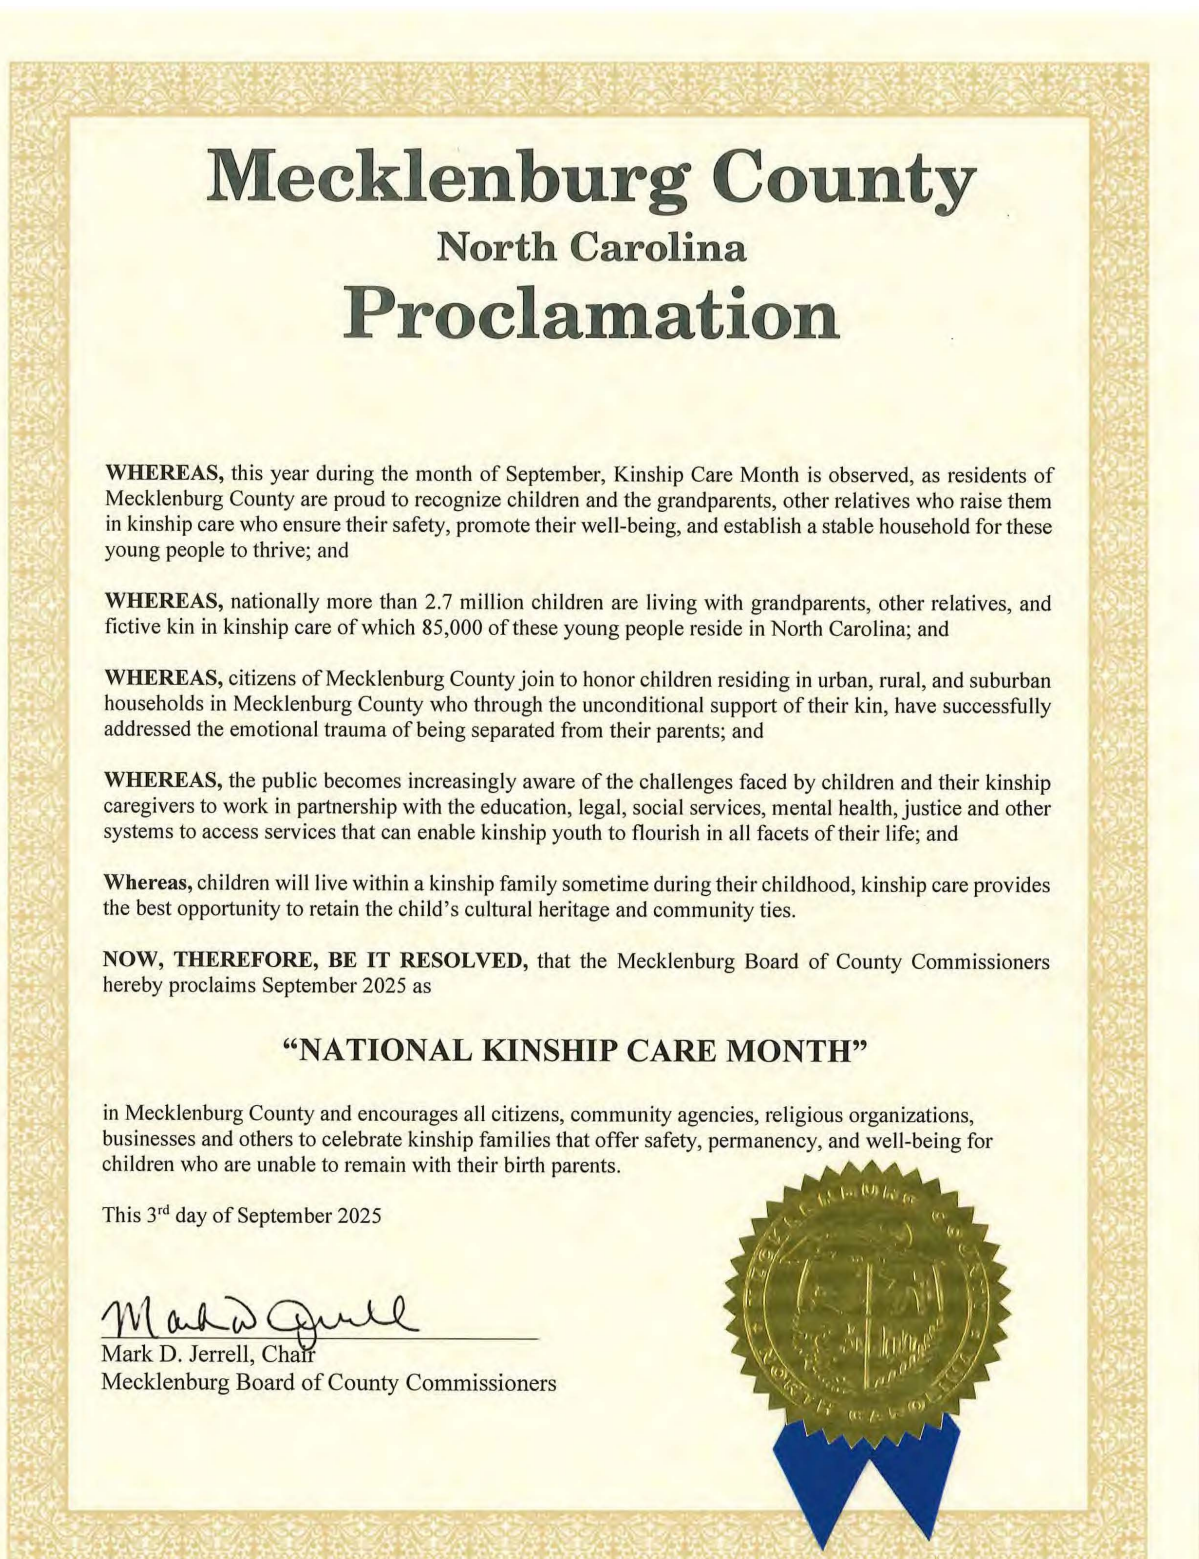 Mecklenburg County
North Carolina
Proclamation
WHEREAS, this year during the month of September, Kinship Care Month is observed, as residents of
Mecklenburg County are proud to recognize children and the grandparents, other relatives who raise them
in kinship care who ensure their safety, promote their well-being, and establish a stable household for these
young people to thrive; and
WHEREAS, nationally more than 2.7 million children are living with grandparents, other relatives, and
fictive kin in kinship care of which 85,000 of these young people reside in North Carolina; and
WHEREAS, citizens of Mecklenburg County join to honor children residing in urban, rural, and suburban
households in Mecklenburg County who through the unconditional support of their kin, have successfully
addressed the emotional trauma of being separated from their parents; and
WHEREAS, the public becomes increasingly aware of the challenges faced by children and their kinship
caregivers to work in partnership with the education, legal, social services, mental health, justice and other
systems to access services that can enable kinship youth to flourish in all facets of their life; and
Whereas, children will live within a kinship family sometime during their childhood, kinship care provides
the best opportunity to retain the child’s cultural heritage and community ties.
NOW, THEREFORE, BE IT RESOLVED, that the Mecklenburg Board of County Commissioners
hereby proclaims September 2025 as
“NATIONAL KINSHIP CARE MONTH”
in Mecklenburg County and encourages all citizens, community agencies, religious organizations,
businesses and others to celebrate kinship families that offer safety, permanency, and well-being for
children who are unable to remain with their birth parents.
This 3rd day of September 2025
Mark D Jerrell
Mark D. Jerrell, Chair
Mecklenburg Board of County Commissioners
MECKLENBURG COUNTY
NORTH CAROLINA